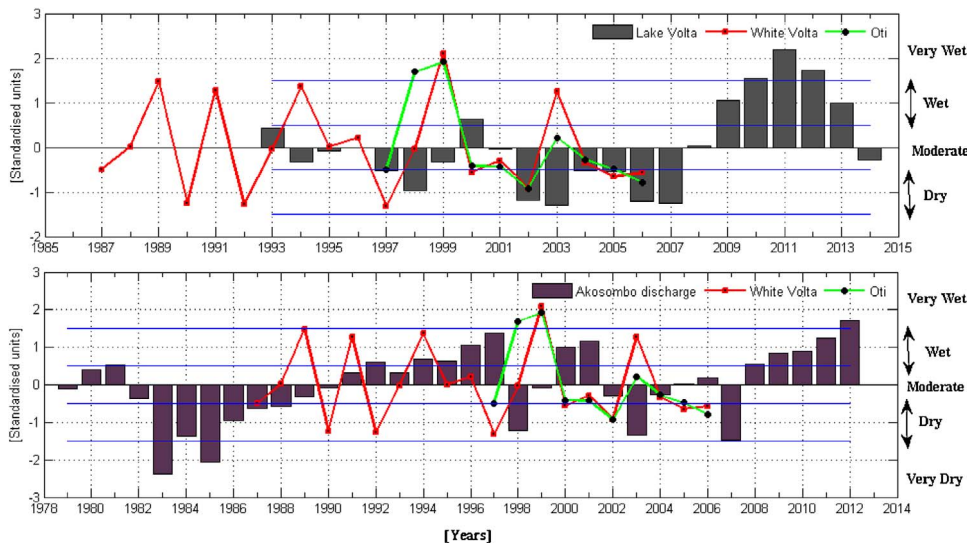 [Standardised units]
3
2
1
0
-1
-2
Lake Volta White Volta Oti
Very Wet
Wet
Moderate
Dry
1985 1987 1989 1991 1993 1995 1997 1999 2001 2003 2005 2007 2009 2011 2013 2015
[Standardised units]
3
2
1
0
-1
-2
-3
Akosombo discharge White Volta Oti
Very Wet
Wet
Moderate
Dry
Very Dry
1978 1980 1982 1984 1986 1988 1990 1992 1994 1996 1998 2000 2002 2004 2006 2008 2010 2012 2014
[Years]